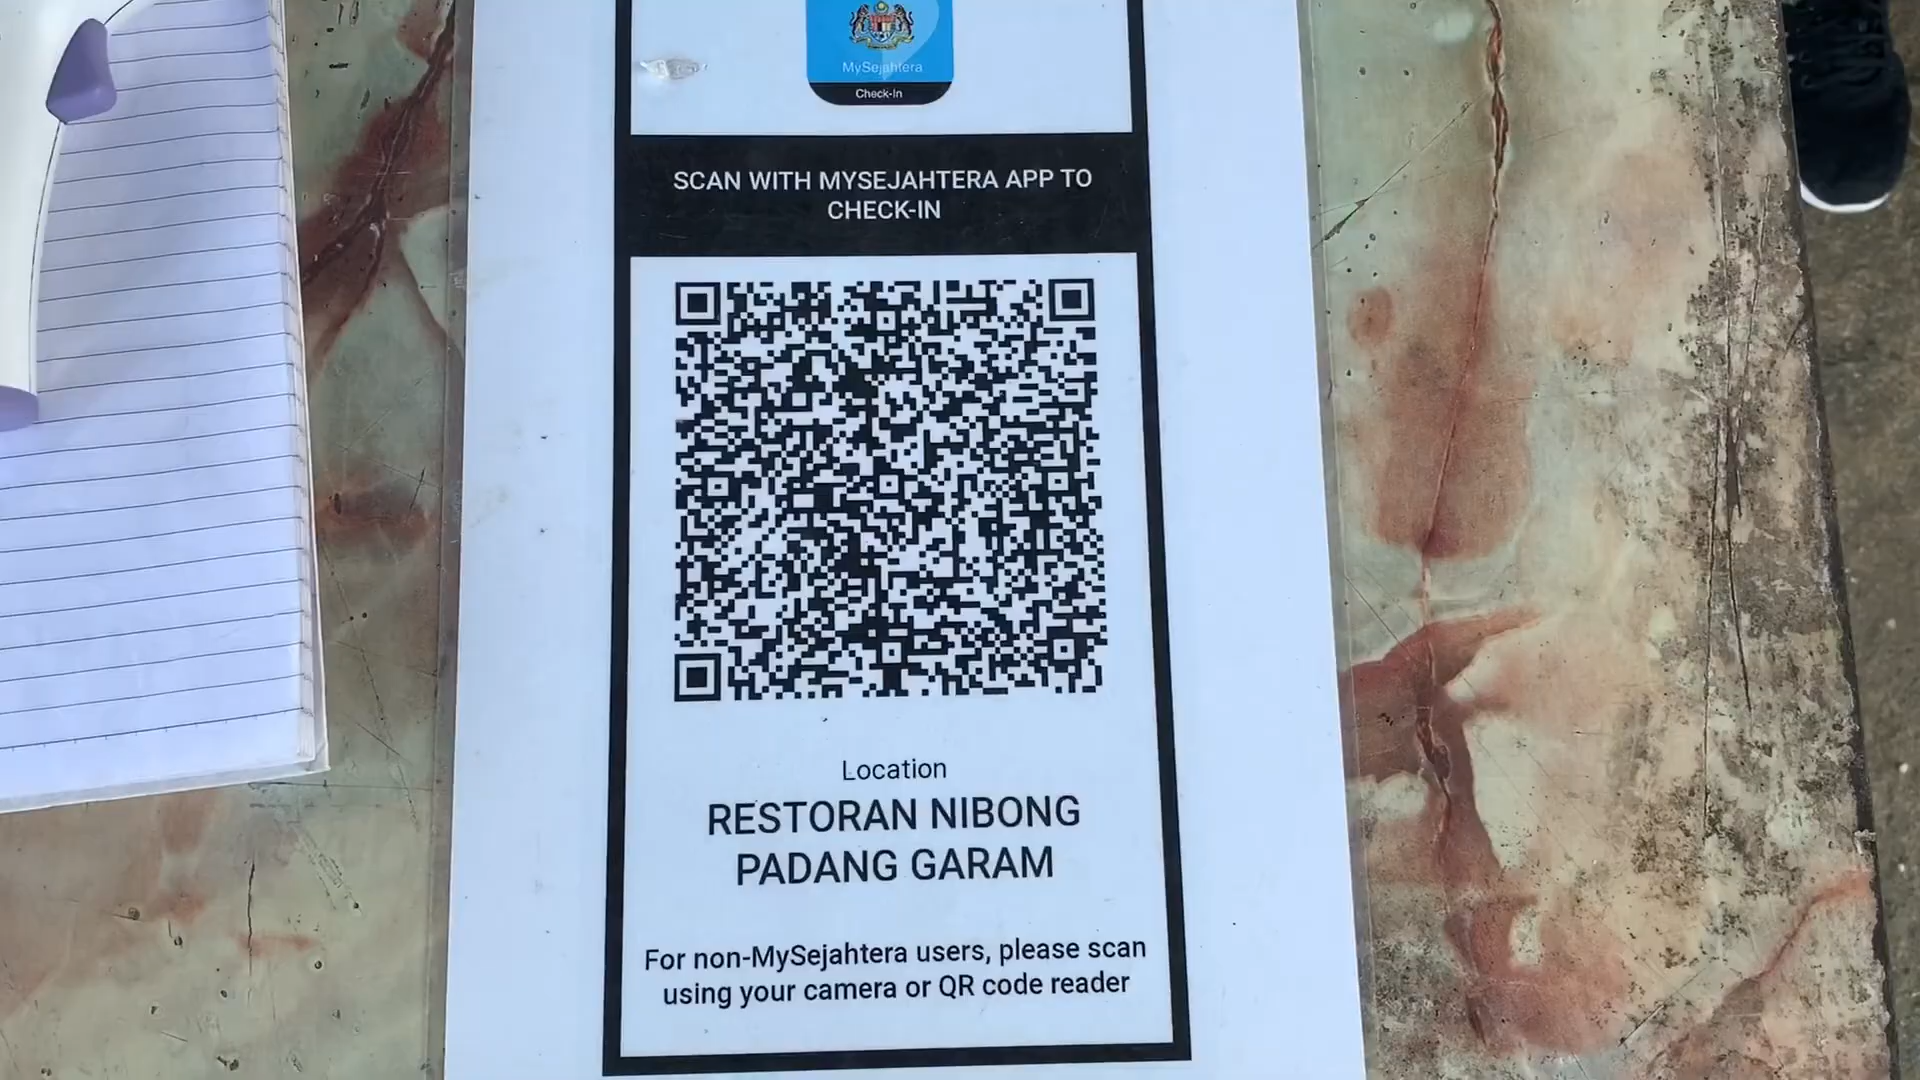 MySejahtera
Check-In
SCAN WITH MYSEJAHTERA APP TO
CHECK-IN
Location
RESTORAN NIBONG
PADANG GARAM
For non-MySejahtera users, please scan
using your camera or QR code reader